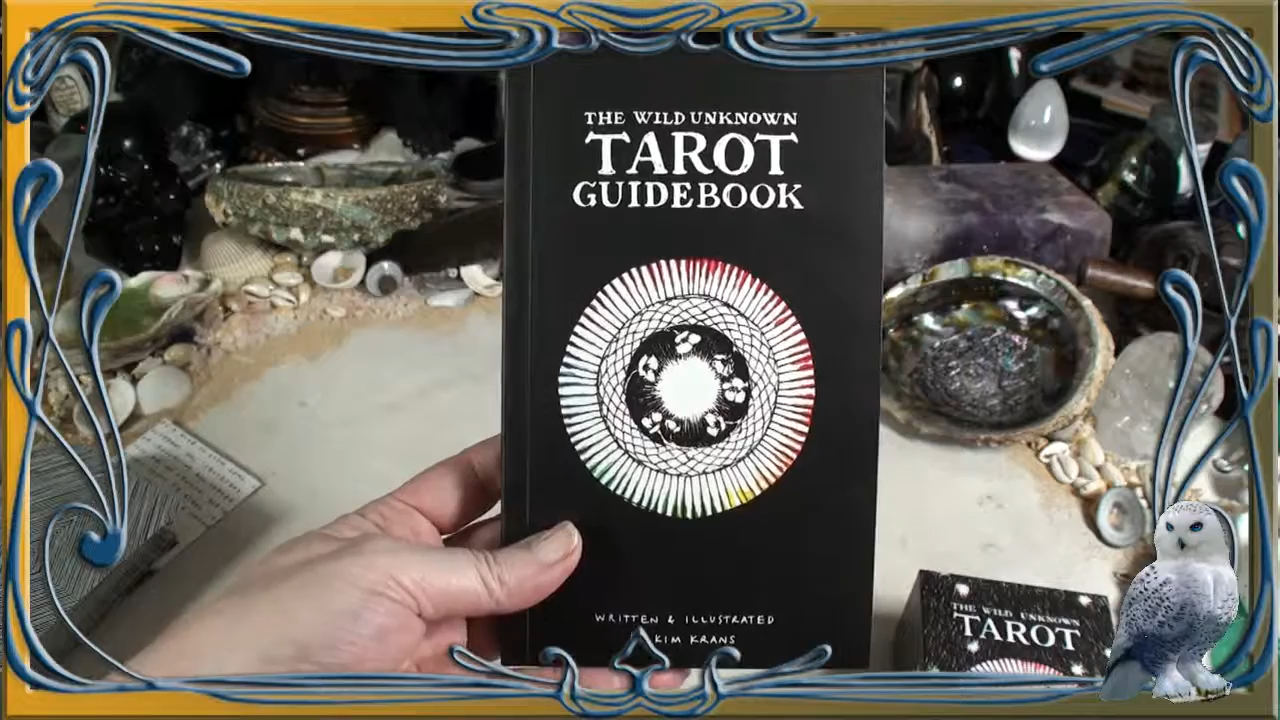 THE WILD UNKNOWN
TAROT
GUIDEBOOK
WRITTEN & ILLUSTRATED
KIM KRANS
THE WILD UNKNOWN
TAROT